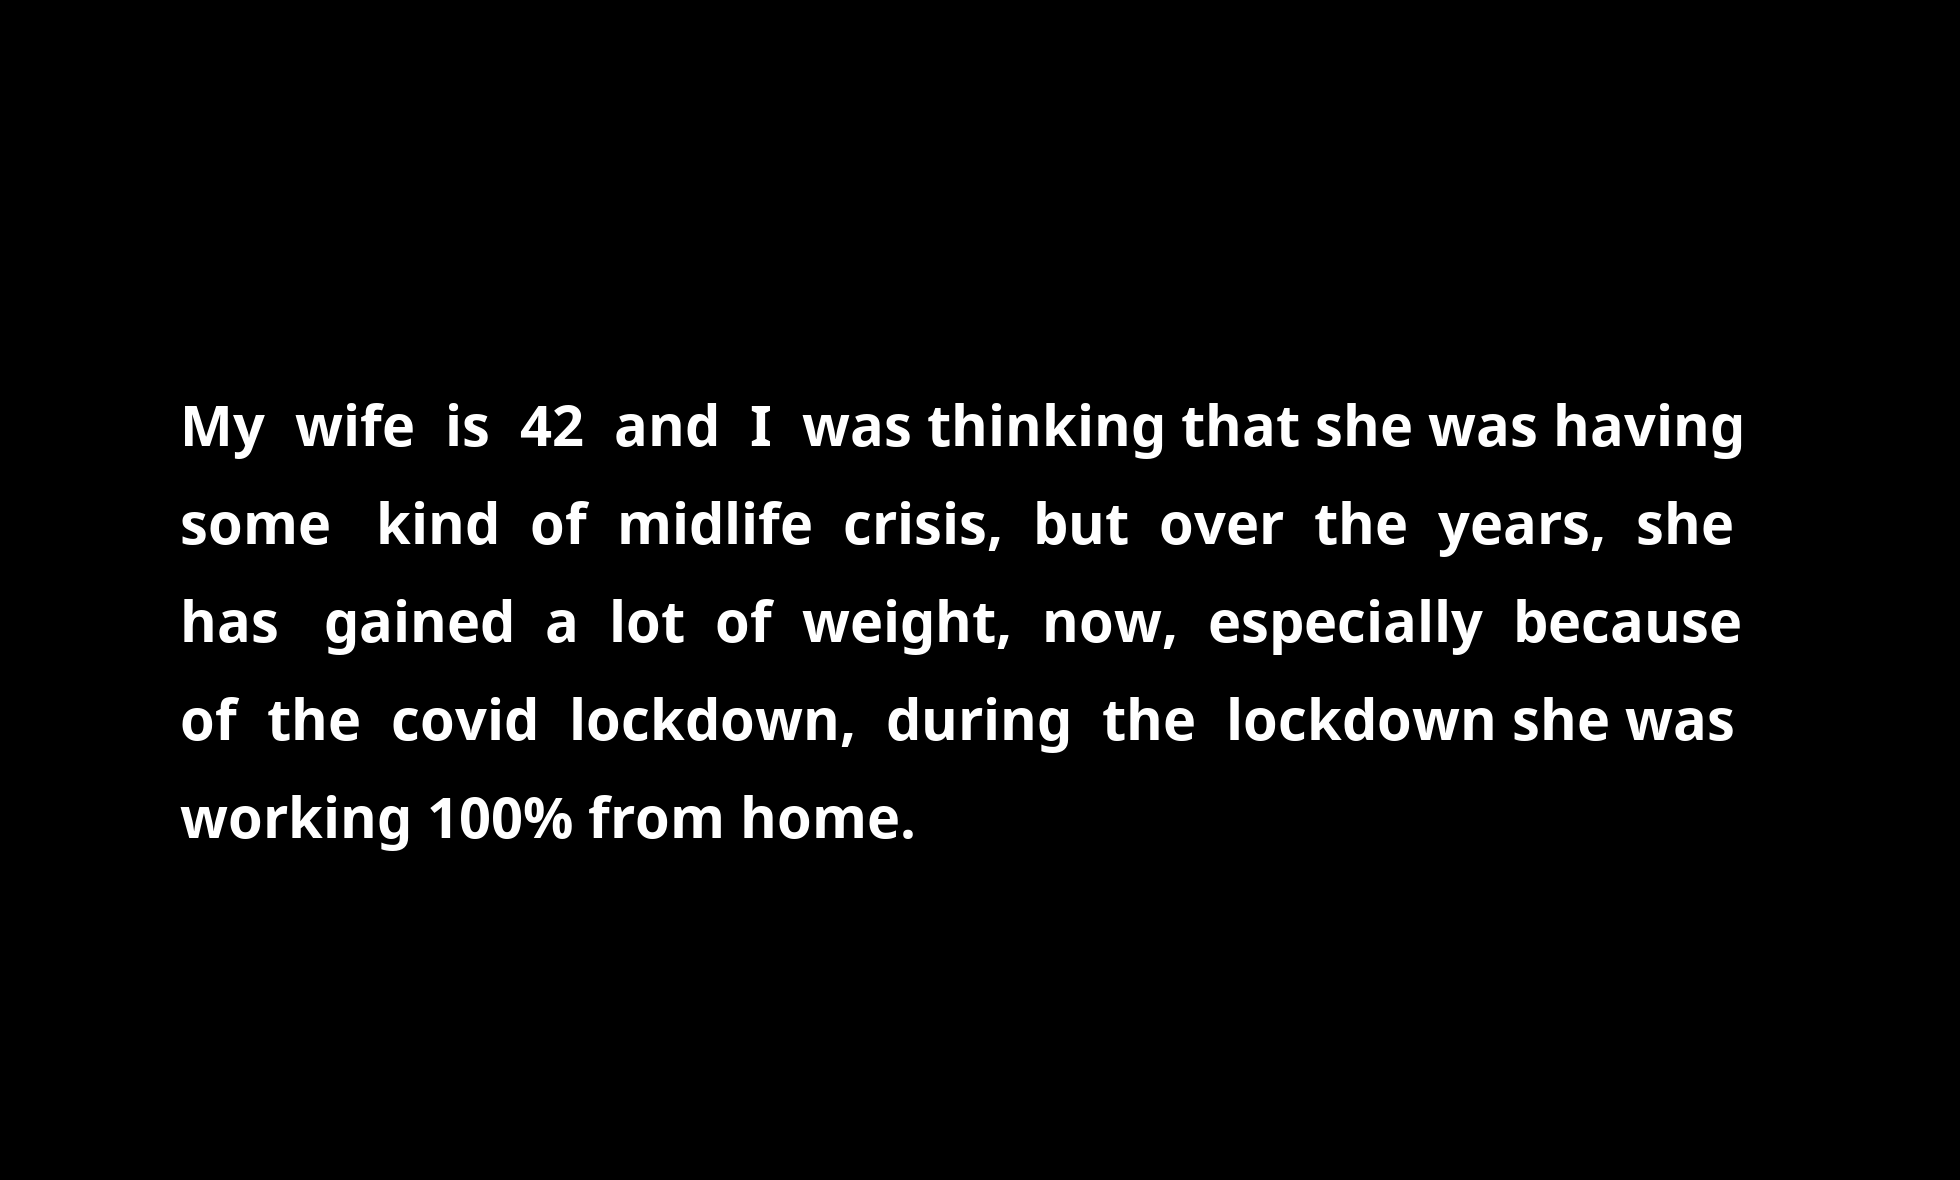 My wife is 42 and I was thinking that she was having
some kind of midlife crisis, but over the years, she
has gained a lot of weight, now, especially because
of the covid lockdown, during the lockdown she was
working 100% from home.